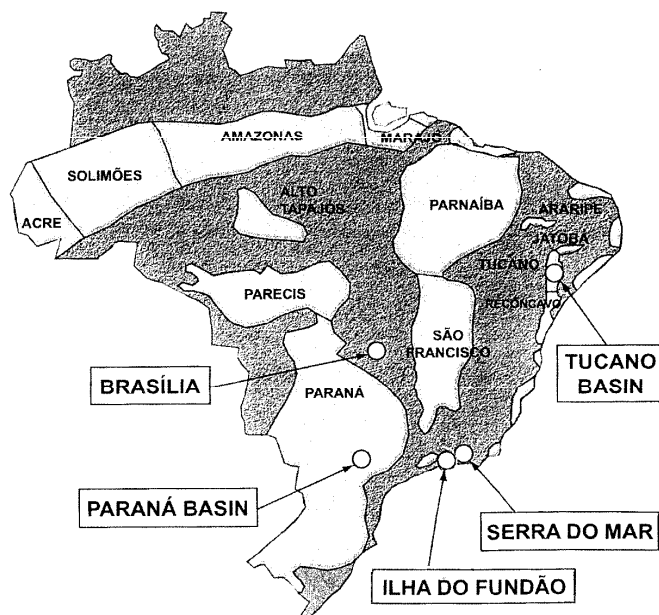 AMAZONAS
MARAJÓ
SOLIMÕES
ACRE
ALTO
TAPAJÓS
PARNAÍBA
ARARIPE
JATOBÁ
TUCANO
RECÔNCAVO
PARECIS
SÃO
FRANCISCO
TUCANO
BASIN
BRASÍLIA
PARANÁ
PARANÁ BASIN
SERRA DO MAR
ILHA DO FUNDÃO